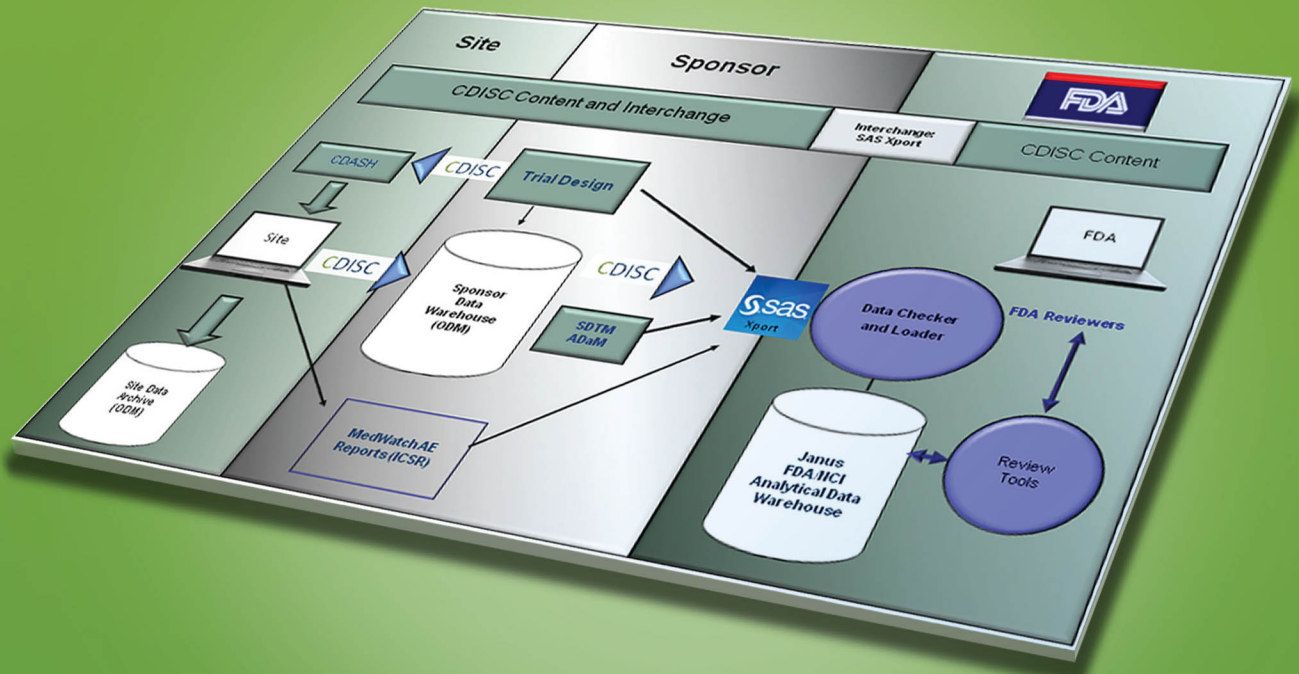 Site
Sponsor
FDA
CDISC Content and Interchange
Interchange:
SAS Xport
CDISC Content
CDASH
CDISC
Trial Design
Site
CDISC
Sponsor
Data
Warehouse
(ODM)
CDISC
SDTM
ADaM
sas
Xport
Data Checker
and Loader
FDA
FDA Reviewers
Site Data
Archive
(ODM)
MedWatchAE
Reports (ICSR)
Janus
FDA/NCI
Analytical Data
Warehouse
Review
Tools